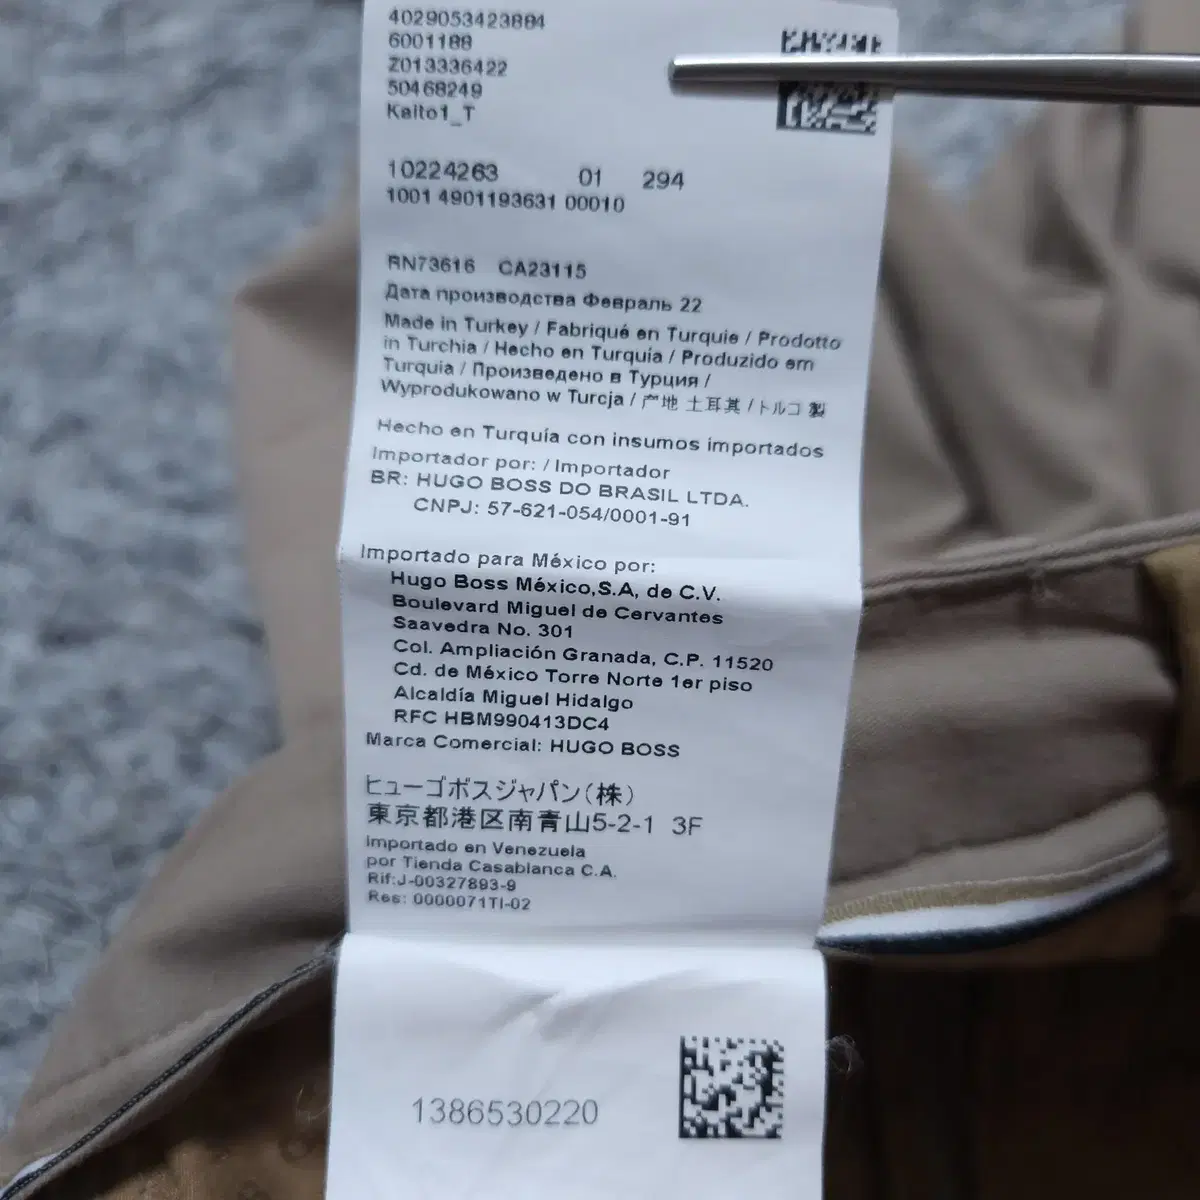 4029053423884
6001188
Z013336422
50468249
Kaito1_T
10224263 01 294
1001 4901193631 00010
RN73616 CA23115
Дата производства Февраль 22
Made in Turkey / Fabriqué en Turquie / Prodotto
in Turchia / Hecho en Turquía / Produzido em
Turquia / Произведено в Турции /
Wyprodukowano w Turcja / 产地 土耳其 / トルコ 製
Hecho en Turquía con insumos importados
Importador por: / Importador
BR: HUGO BOSS DO BRASIL LTDA.
CNPJ: 57-621-054/0001-91
Importado para México por:
Hugo Boss México,S.A, de C.V.
Boulevard Miguel de Cervantes
Saavedra No. 301
Col. Ampliación Granada, C.P. 11520
Cd. de México Torre Norte 1er piso
Alcaldía Miguel Hidalgo
RFC HBM990413DC4
Marca Comercial: HUGO BOSS
ヒューゴボスジャパン(株)
東京都港区南青山5-2-1 3F
Importado en Venezuela
por Tienda Casablanca C.A.
Rif:J-00327893-9
Res: 0000071TI-02
1386530220